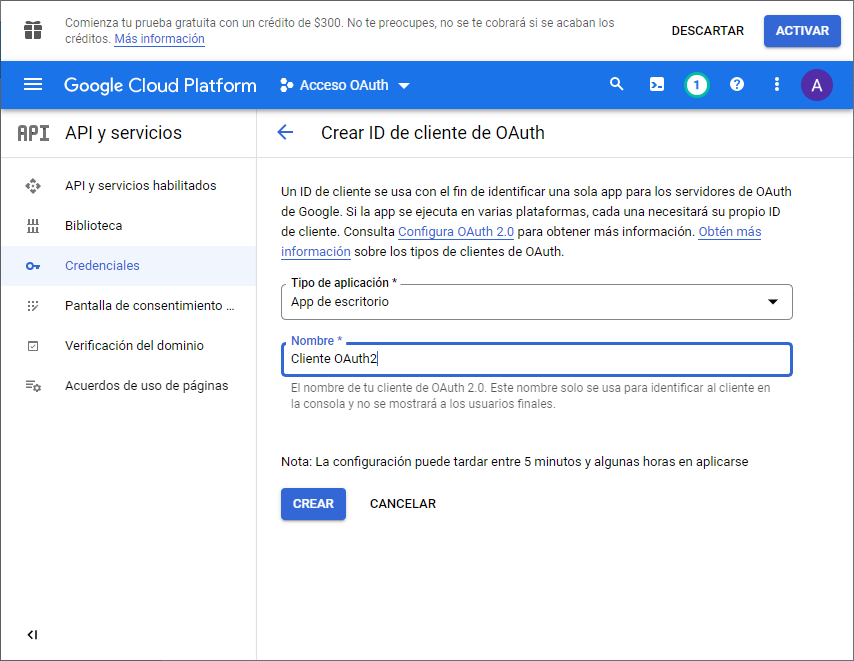 Comienza tu prueba gratuita con un crédito de $300. No te preocupes, no se te cobrará si se acaban los
créditos. Más información
DESCARTAR
ACTIVAR
Google Cloud Platform
Acceso OAuth
1
A
API
API y servicios
Crear ID de cliente de OAuth
API y servicios habilitados
Biblioteca
Credenciales
Pantalla de consentimiento ...
Verificación del dominio
Acuerdos de uso de páginas
Un ID de cliente se usa con el fin de identificar una sola app para los servidores de OAuth
de Google. Si la app se ejecuta en varias plataformas, cada una necesitará su propio ID
de cliente. Consulta Configura OAuth 2.0 para obtener más información. Obtén más
información sobre los tipos de clientes de OAuth.
Tipo de aplicación *
App de escritorio
Nombre *
Cliente OAuth2
El nombre de tu cliente de OAuth 2.0. Este nombre solo se usa para identificar al cliente en
la consola y no se mostrará a los usuarios finales.
Nota: La configuración puede tardar entre 5 minutos y algunas horas en aplicarse
CREAR
CANCELAR